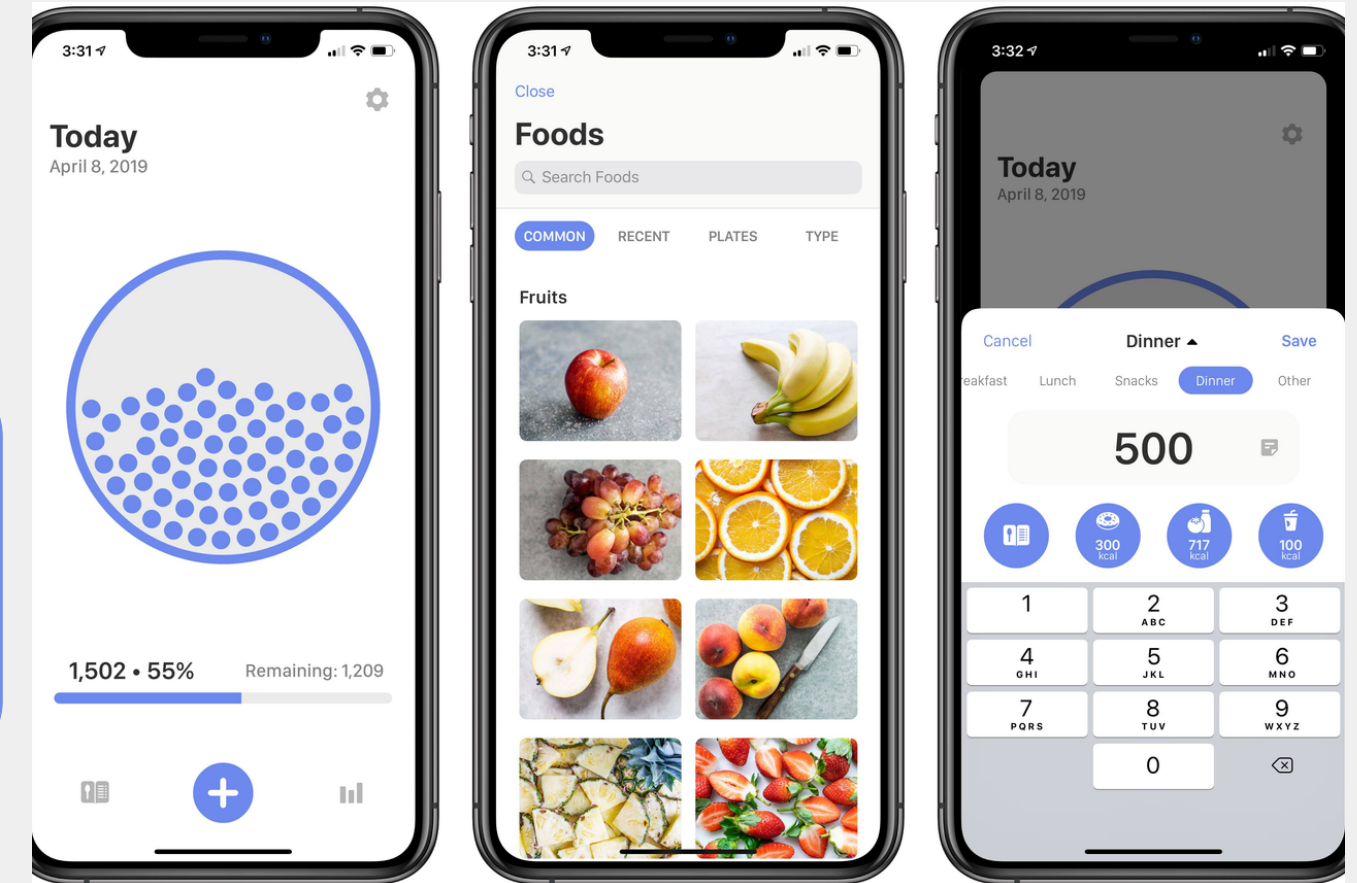 3:31
Today
April 8, 2019
1,502 • 55%
Remaining: 1,209
3:31
Close
Foods
Search Foods
COMMON RECENT PLATES TYPE
Fruits
3:32
Today
April 8, 2019
Cancel Dinner Save
eakfast Lunch Snacks Dinner Other
500
300 717 100
kcal kcal kcal
1 2 3
ABC DEF
4 5 6
GHI JKL MNO
7 8 9
PQRS TUV WXYZ
0